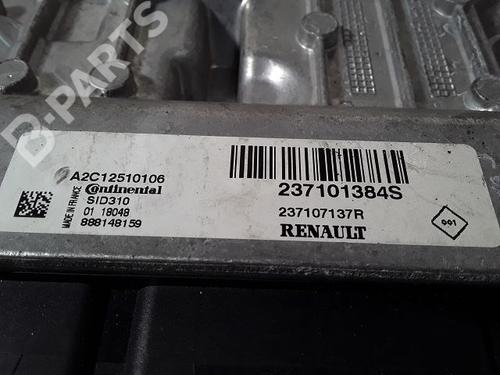 B-PARTS
A2C12510106
Continental
SID310
01 18048
888148159
MADE IN FRANCE
237101384S
237107137R
RENAULT
001